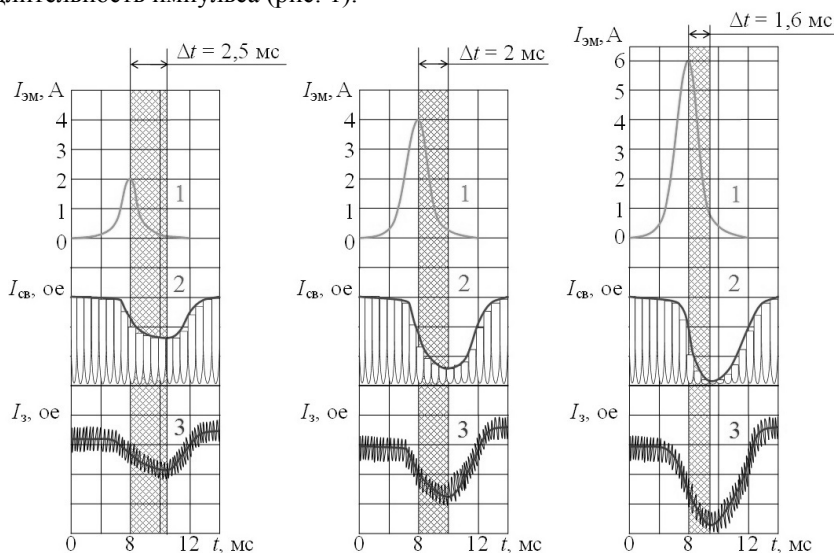 длительность импульса (рис. 1).
Δt = 2,5 мс
Δt = 2 мс
Δt = 1,6 мс
Iэм, А
4
3
2
1
0
1
Iсв, ое
2
Iз, ое
3
0
8
12 t, мс
Iэм, А
4
3
2
1
0
1
Iсв, ое
2
Iз, ое
3
0
8
12 t, мс
Iэм, А
6
5
4
3
2
1
0
1
Iсв, ое
2
Iз, ое
3
0
8
12 t, мс